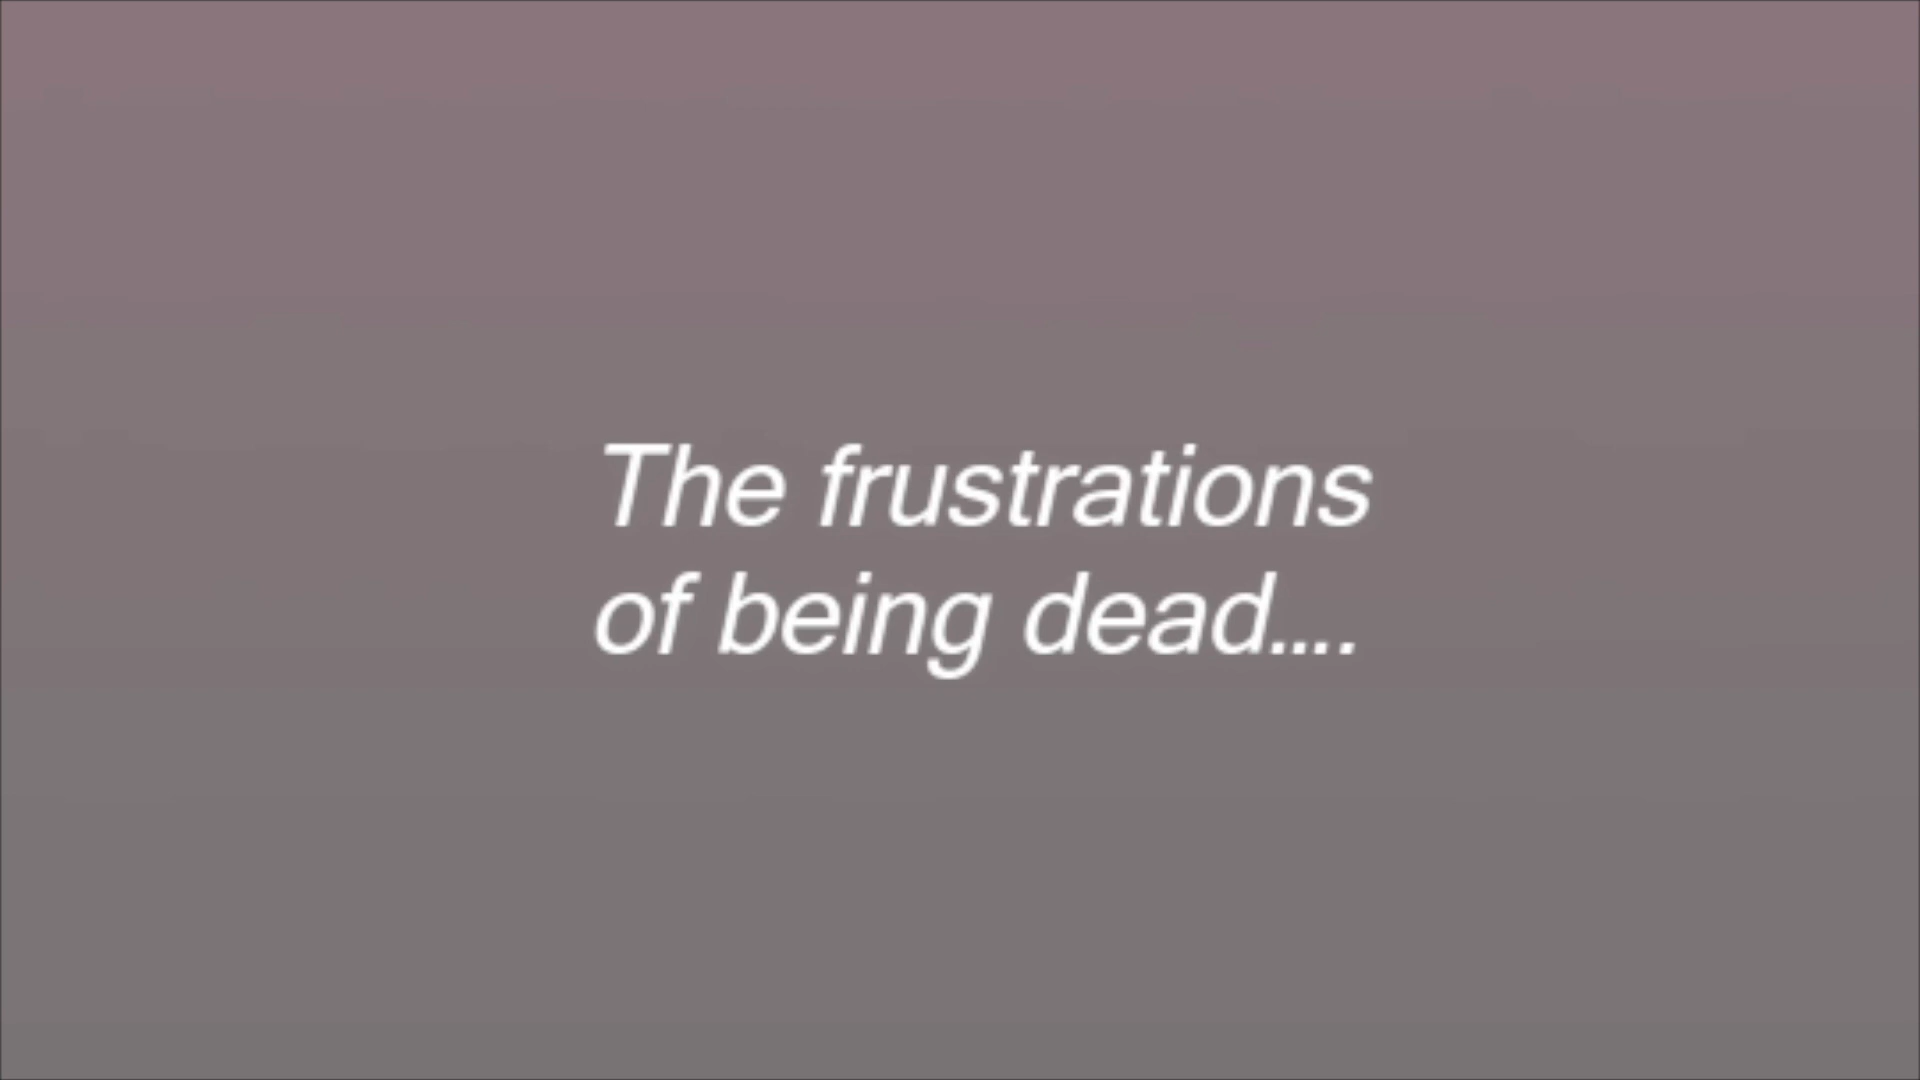 The frustrations
of being dead....